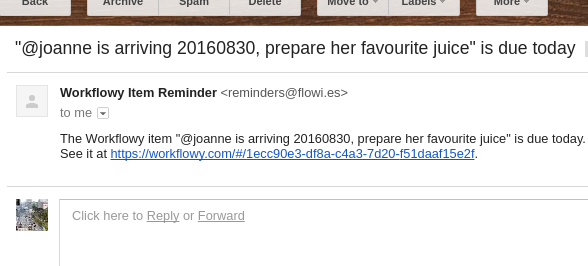 Back Archive Spam Delete Move to Labels More
"@joanne is arriving 20160830, prepare her favourite juice" is due today
Workflowy Item Reminder <reminders@flowi.es>
to me
The Workflowy item "@joanne is arriving 20160830, prepare her favourite juice" is due today.
See it at https://workflowy.com/#/1ecc90e3-df8a-c4a3-7d20-f51daaf15e2f.
Click here to Reply or Forward